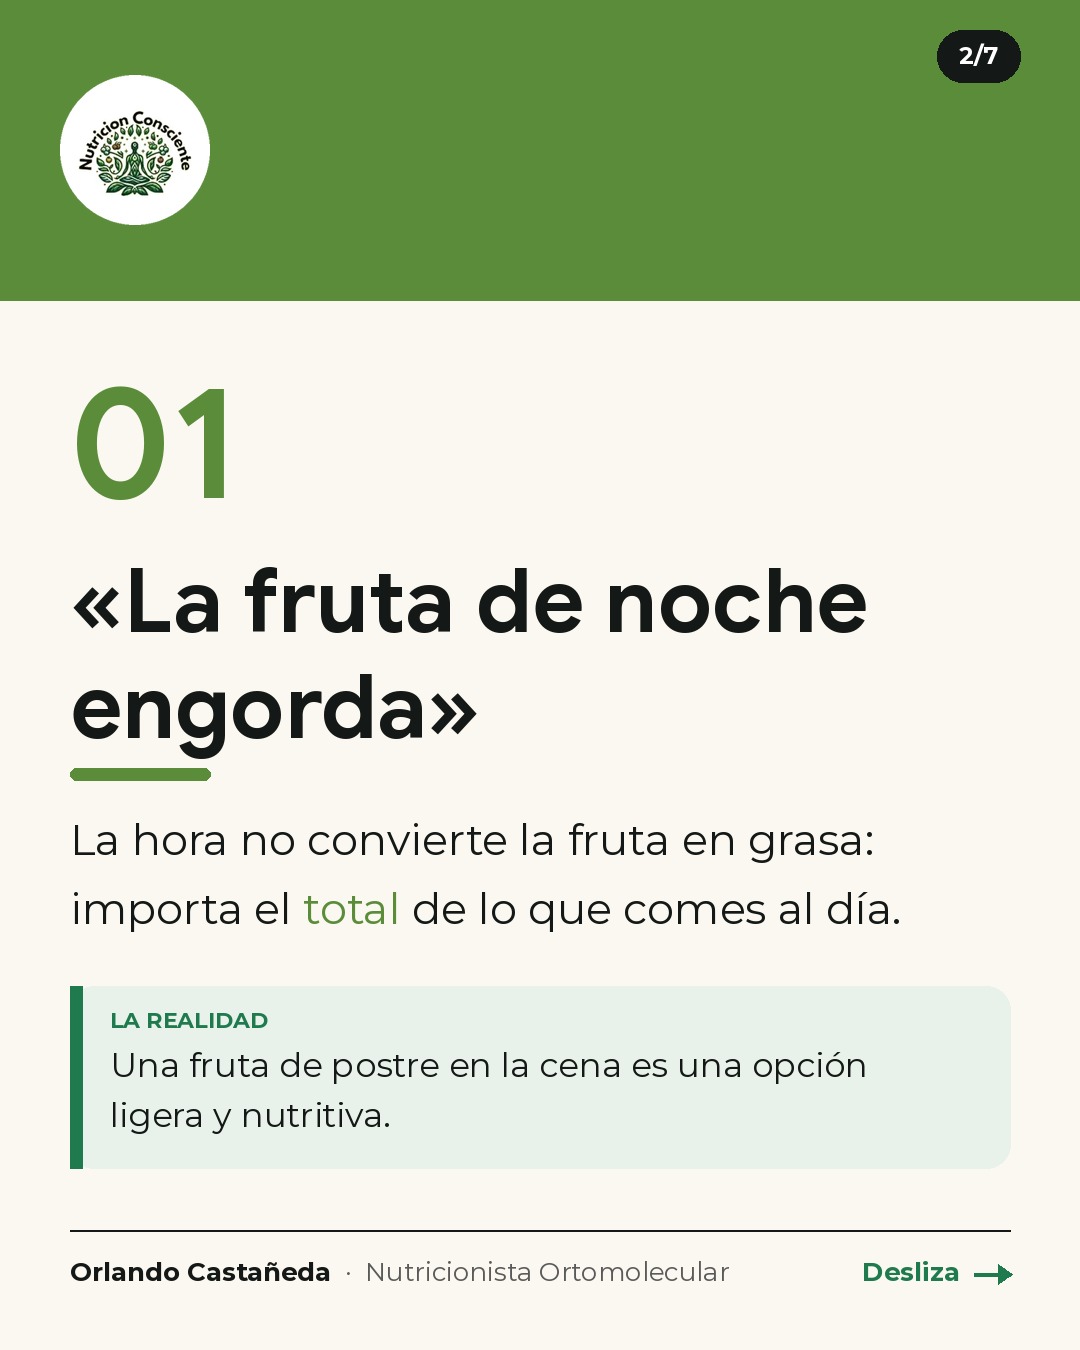 2/7
Nutricion Consciente
01
«La fruta de noche
engorda»
La hora no convierte la fruta en grasa:
importa el total de lo que comes al día.
LA REALIDAD
Una fruta de postre en la cena es una opción
ligera y nutritiva.
Orlando Castañeda · Nutricionista Ortomolecular
Desliza